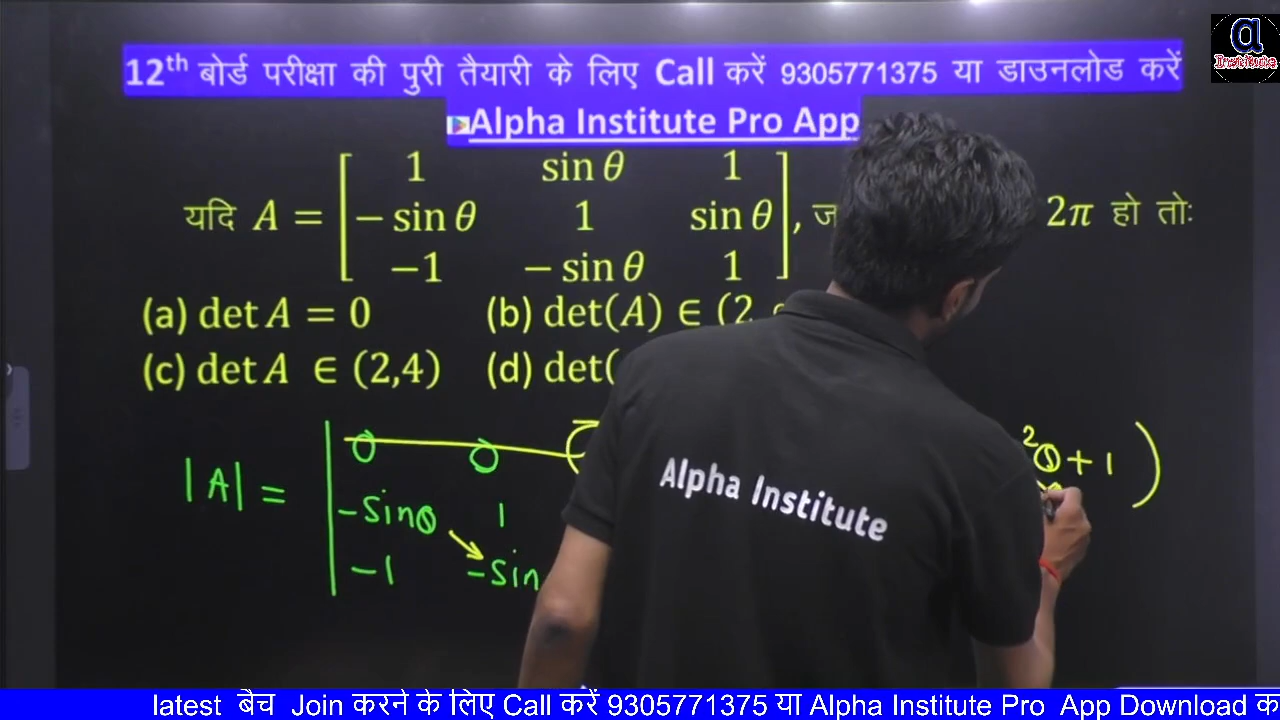 α
Institute
12th बोर्ड परीक्षा की पुरी तैयारी के लिए Call करें 9305771375 या डाउनलोड करें
Alpha Institute Pro App
यदि A = [ 1 sin θ 1
− sin θ 1 sin θ
−1 − sin θ 1 ], ज 2π हो तोः
(a) det A = 0 (b) det(A) ∈ (2,
(c) det A ∈ (2,4) (d) det(
|A| = | 0 0
-sinθ 1
-1 -sin
²θ + 1 )
Alpha Institute
latest बैच Join करने के लिए Call करें 9305771375 या Alpha Institute Pro App Download क